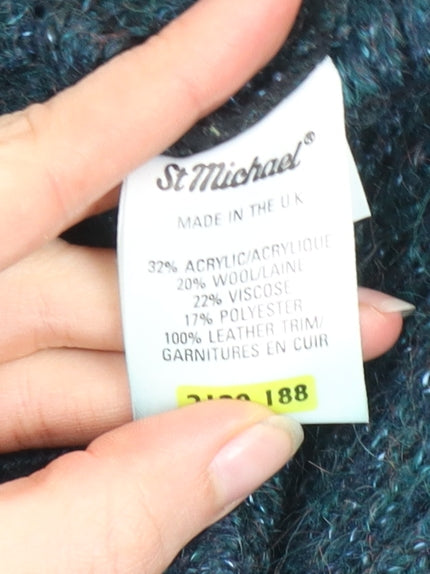 St Michael®
MADE IN THE U K
32% ACRYLIC/ACRYLIQUE
20% WOOL/LAINE
22% VISCOSE
17% POLYESTER
100% LEATHER TRIM/
GARNITURES EN CUIR
188